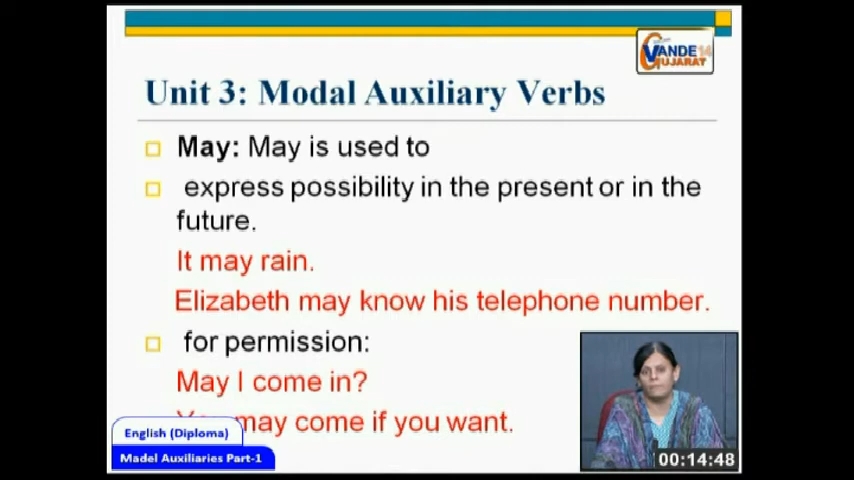 VANDE 14
GUJARAT
Unit 3: Modal Auxiliary Verbs
May: May is used to
express possibility in the present or in the
future.
It may rain.
Elizabeth may know his telephone number.
for permission:
May I come in?
You may come if you want.
English (Diploma)
Madel Auxiliaries Part-1
00:14:48